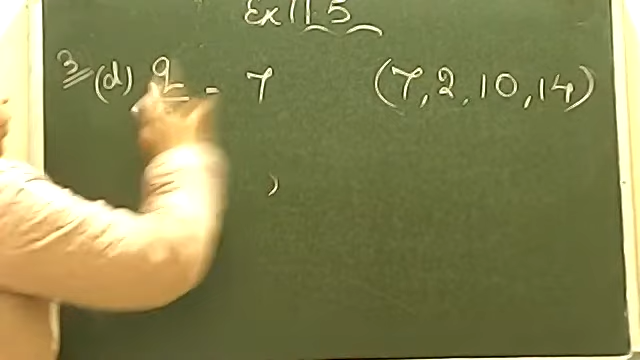 Ex 11.5
3 (d) q/ = 7 (7, 2, 10, 14)